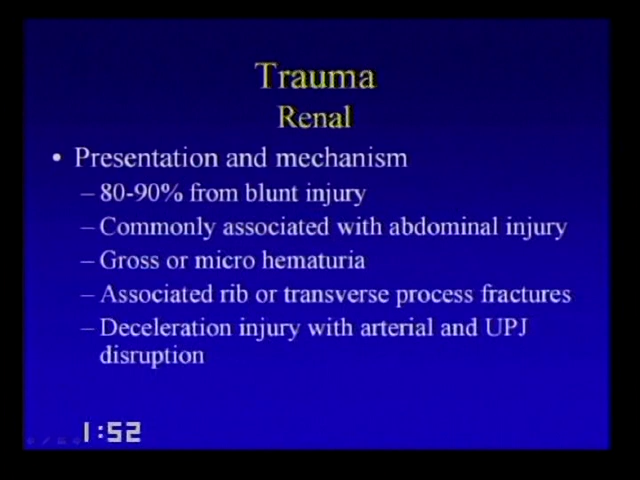 Trauma
Renal
• Presentation and mechanism
– 80-90% from blunt injury
– Commonly associated with abdominal injury
– Gross or micro hematuria
– Associated rib or transverse process fractures
– Deceleration injury with arterial and UPJ
disruption
1:52